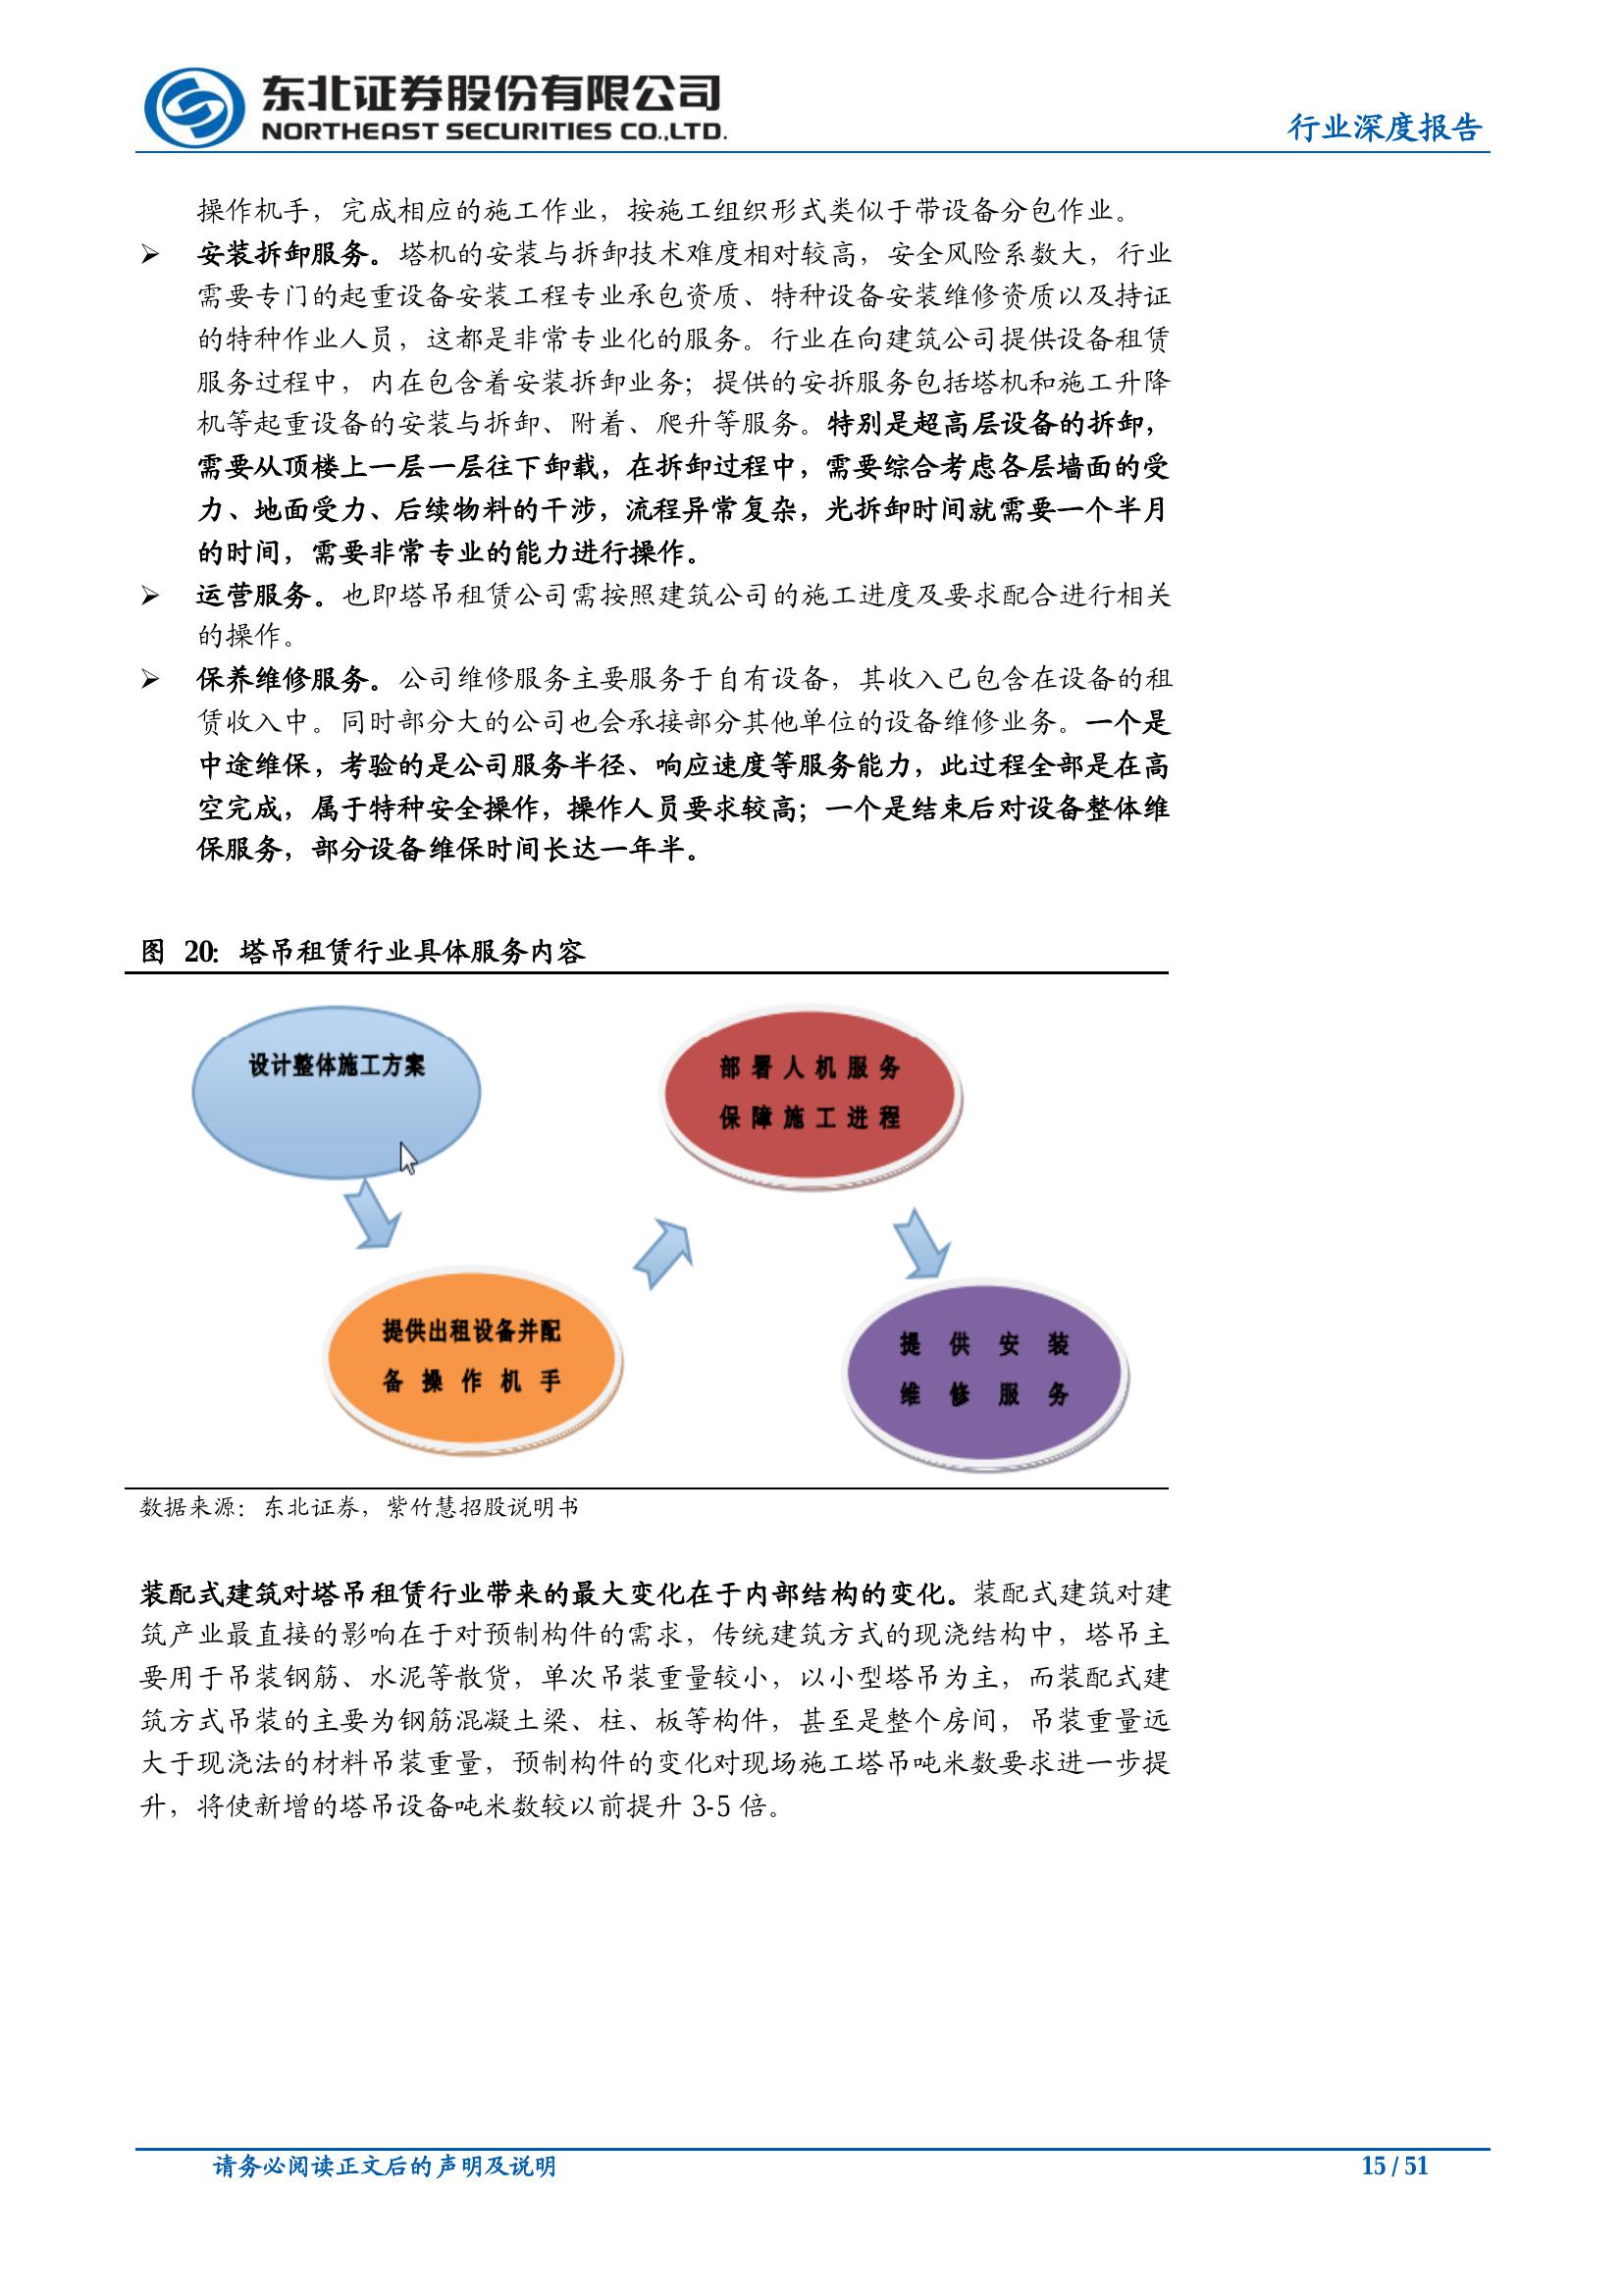 东北证券股份有限公司
NORTHEAST SECURITIES CO.,LTD.
行业深度报告
操作机手，完成相应的施工作业，按施工组织形式类似于带设备分包作业。
➢ 安装拆卸服务。塔机的安装与拆卸技术难度相对较高，安全风险系数大，行业
需要专门的起重设备安装工程专业承包资质、特种设备安装维修资质以及持证
的特种作业人员，这都是非常专业化的服务。行业在向建筑公司提供设备租赁
服务过程中，内在包含着安装拆卸业务；提供的安拆服务包括塔机和施工升降
机等起重设备的安装与拆卸、附着、爬升等服务。特别是超高层设备的拆卸，
需要从顶楼上一层一层往下卸载，在拆卸过程中，需要综合考虑各层墙面的受
力、地面受力、后续物料的干涉，流程异常复杂，光拆卸时间就需要一个半月
的时间，需要非常专业的能力进行操作。
➢ 运营服务。也即塔吊租赁公司需按照建筑公司的施工进度及要求配合进行相关
的操作。
➢ 保养维修服务。公司维修服务主要服务于自有设备，其收入已包含在设备的租
赁收入中。同时部分大的公司也会承接部分其他单位的设备维修业务。一个是
中途维保，考验的是公司服务半径、响应速度等服务能力，此过程全部是在高
空完成，属于特种安全操作，操作人员要求较高；一个是结束后对设备整体维
保服务，部分设备维保时间长达一年半。
图 20：塔吊租赁行业具体服务内容
设计整体施工方案
部署人机服务
保障施工进程
提供出租设备并配
备操作机手
提供安装
维修服务
数据来源：东北证券，紫竹慧招股说明书
装配式建筑对塔吊租赁行业带来的最大变化在于内部结构的变化。装配式建筑对建
筑产业最直接的影响在于对预制构件的需求，传统建筑方式的现浇结构中，塔吊主
要用于吊装钢筋、水泥等散货，单次吊装重量较小，以小型塔吊为主，而装配式建
筑方式吊装的主要为钢筋混凝土梁、柱、板等构件，甚至是整个房间，吊装重量远
大于现浇法的材料吊装重量，预制构件的变化对现场施工塔吊吨米数要求进一步提
升，将使新增的塔吊设备吨米数较以前提升 3-5 倍。
请务必阅读正文后的声明及说明
15 / 51